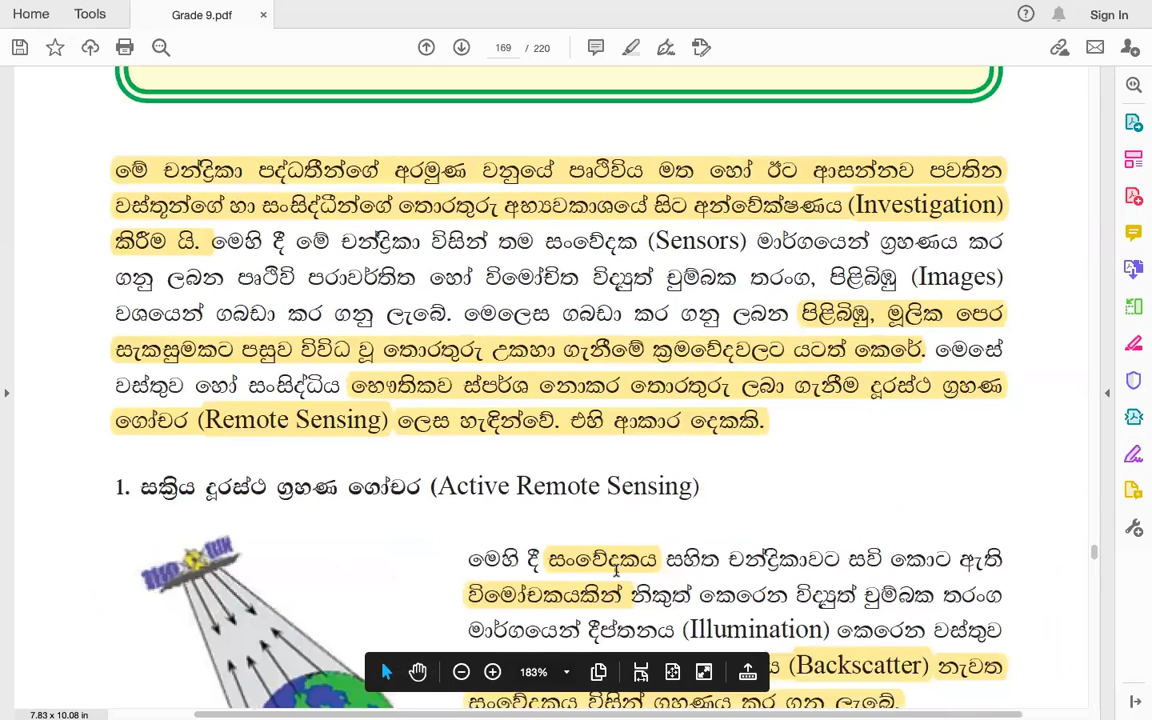 Home Tools Grade 9.pdf × Sign In
169 / 220
මේ චන්ද්‍රිකා පද්ධතීන්ගේ අරමුණ වනුයේ පෘථිවිය මත හෝ ඊට ආසන්නව පවතින
වස්තූන්ගේ හා සංසිද්ධීන්ගේ තොරතුරු අභ්‍යවකාශයේ සිට අන්වේක්ෂණය (Investigation)
කිරීම යි. මෙහි දී මේ චන්ද්‍රිකා විසින් තම සංවේදක (Sensors) මාර්ගයෙන් ග්‍රහණය කර
ගනු ලබන පෘථිවි පරාවර්තිත හෝ විමෝචිත විද්‍යුත් චුම්බක තරංග, පිළිබිඹු (Images)
වශයෙන් ගබඩා කර ගනු ලැබේ. මෙලෙස ගබඩා කර ගනු ලබන පිළිබිඹු, මූලික පෙර
සැකසුමකට පසුව විවිධ වූ තොරතුරු උකහා ගැනීමේ ක්‍රමවේදවලට යටත් කෙරේ. මෙසේ
වස්තුව හෝ සංසිද්ධිය භෞතිකව ස්පර්ශ නොකර තොරතුරු ලබා ගැනීම දූරස්ථ ග්‍රහණ
ගෝචර (Remote Sensing) ලෙස හැඳින්වේ. එහි ආකාර දෙකකි.
1. සක්‍රිය දූරස්ථ ග්‍රහණ ගෝචර (Active Remote Sensing)
මෙහි දී සංවේදකය සහිත චන්ද්‍රිකාවට සවි කොට ඇති
විමෝචකයකින් නිකුත් කෙරෙන විද්‍යුත් චුම්බක තරංග
මාර්ගයෙන් දීප්තනය (Illumination) කෙරෙන වස්තුව
(Backscatter) නැවත
සංවේදකය විසින් ග්‍රහණය කර ගනු ලැබේ.
183%
7.83 x 10.08 in